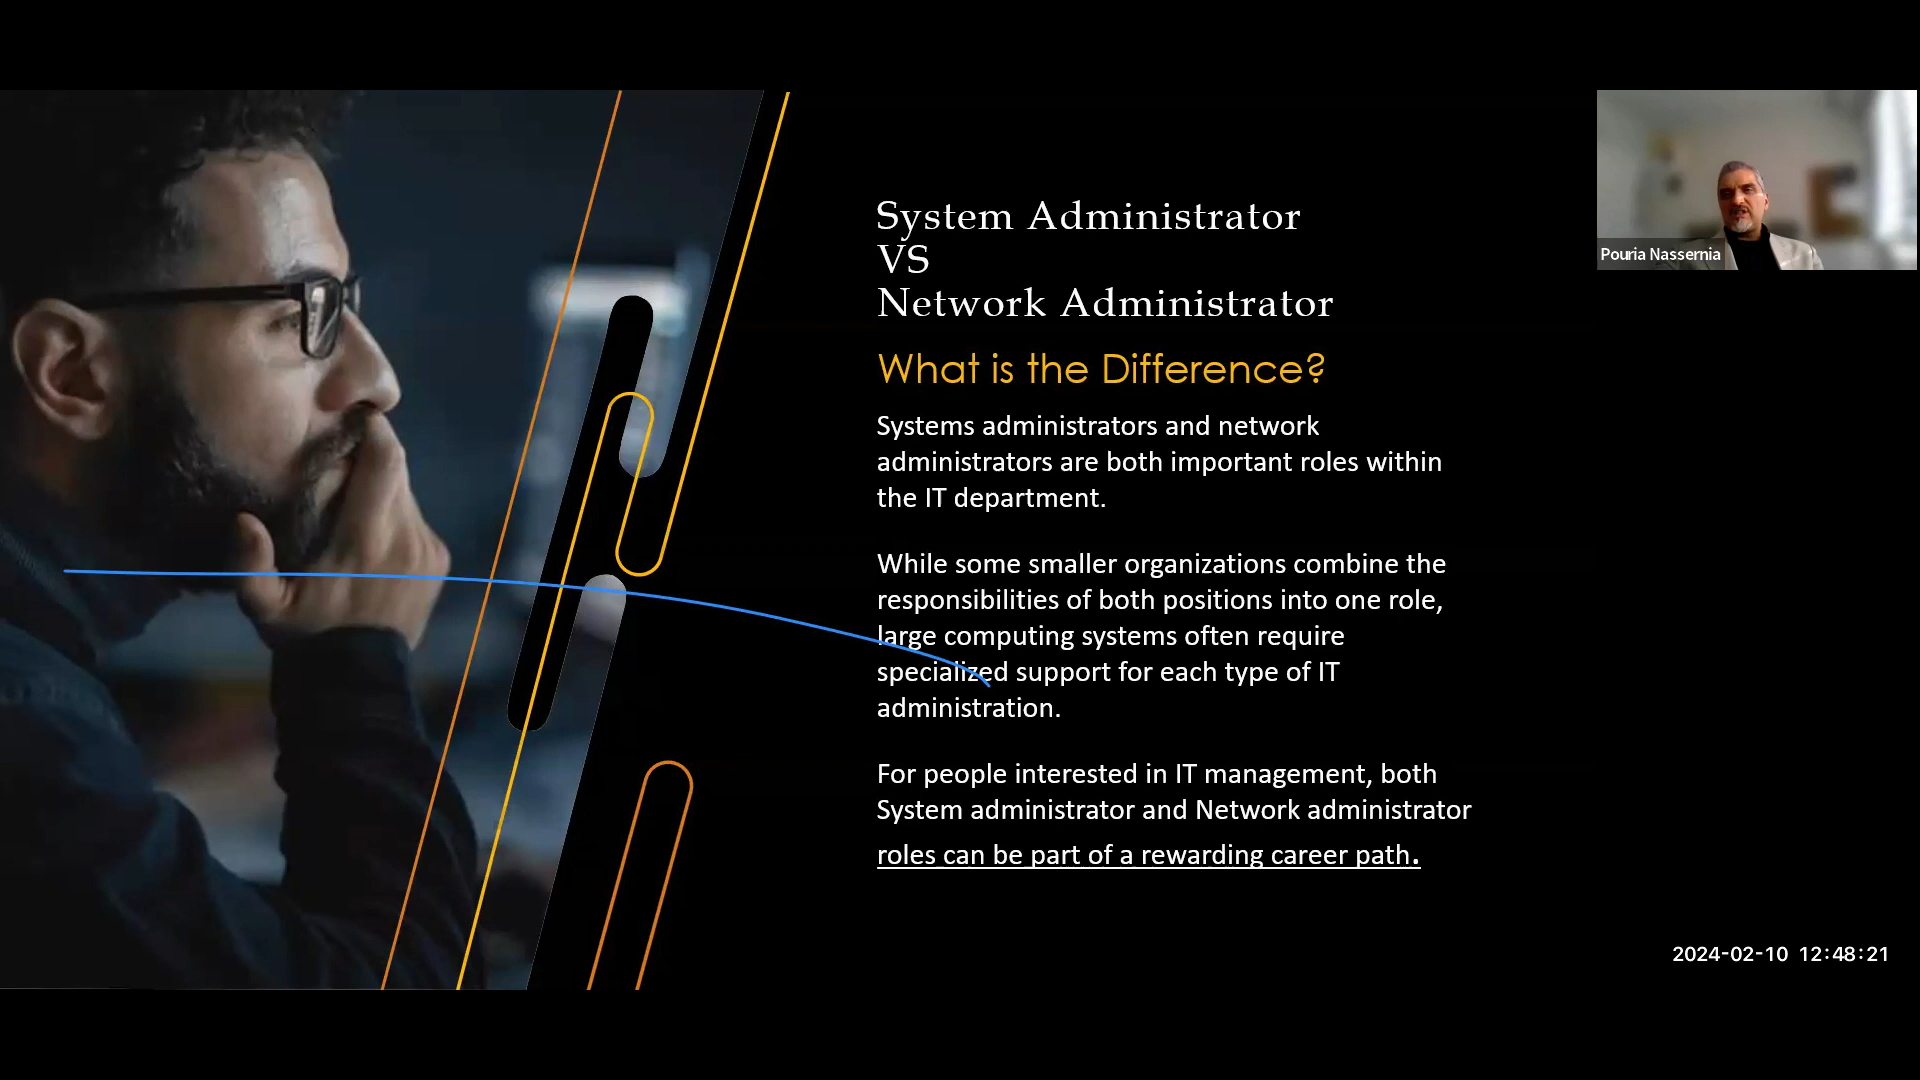 System Administrator
VS
Network Administrator
What is the Difference?
Systems administrators and network
administrators are both important roles within
the IT department.
While some smaller organizations combine the
responsibilities of both positions into one role,
large computing systems often require
specialized support for each type of IT
administration.
For people interested in IT management, both
System administrator and Network administrator
roles can be part of a rewarding career path.
Pouria Nassernia
2024-02-10 12:48:21